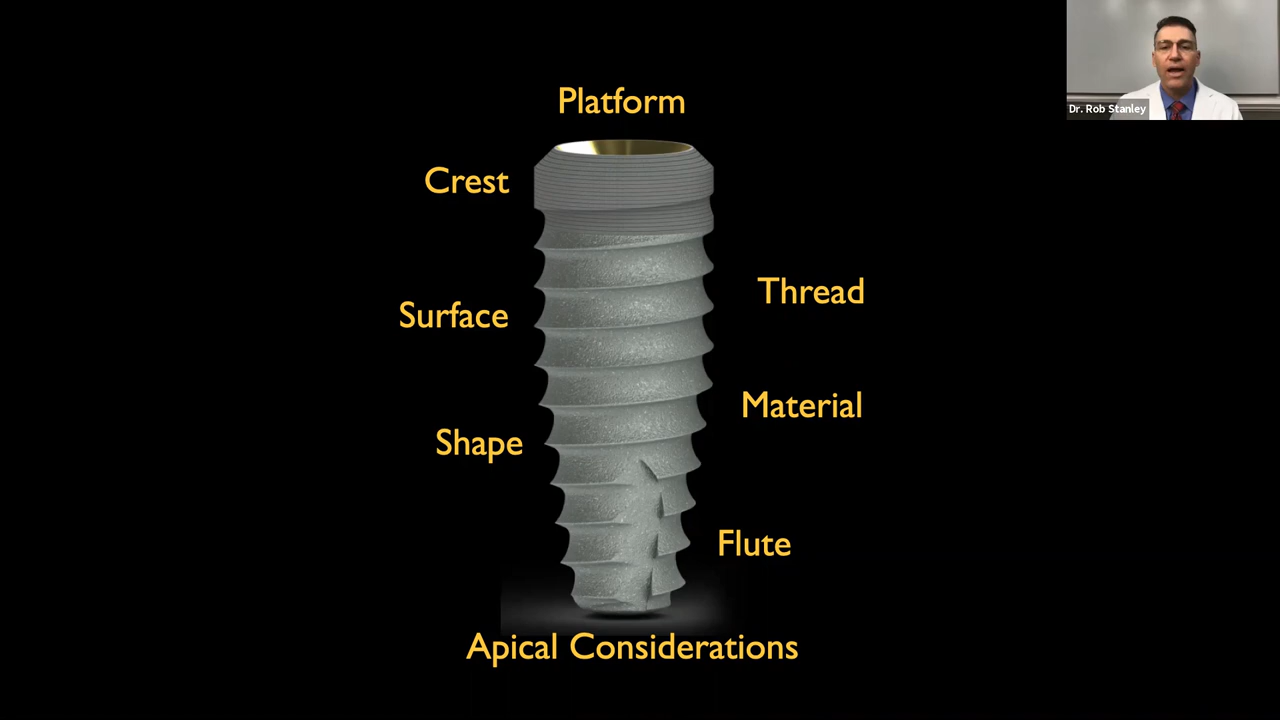 Dr. Rob Stanley
Platform
Crest
Thread
Surface
Material
Shape
Flute
Apical Considerations